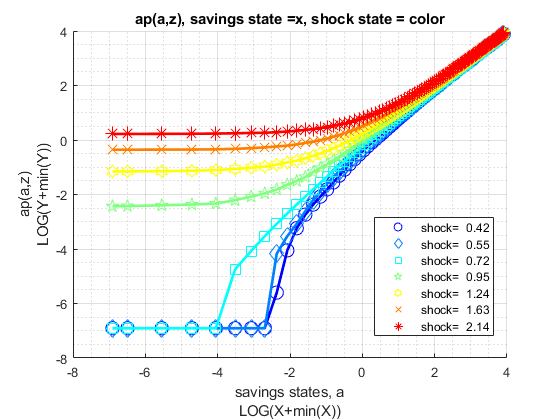 ap(a,z), savings state =x, shock state = color
4
2
0
-2
-4
-6
-8
ap(a,z)
LOG(Y+min(Y))
shock= 0.42
shock= 0.55
shock= 0.72
shock= 0.95
shock= 1.24
shock= 1.63
shock= 2.14
-8
-6
-4
-2
0
2
4
savings states, a
LOG(X+min(X))